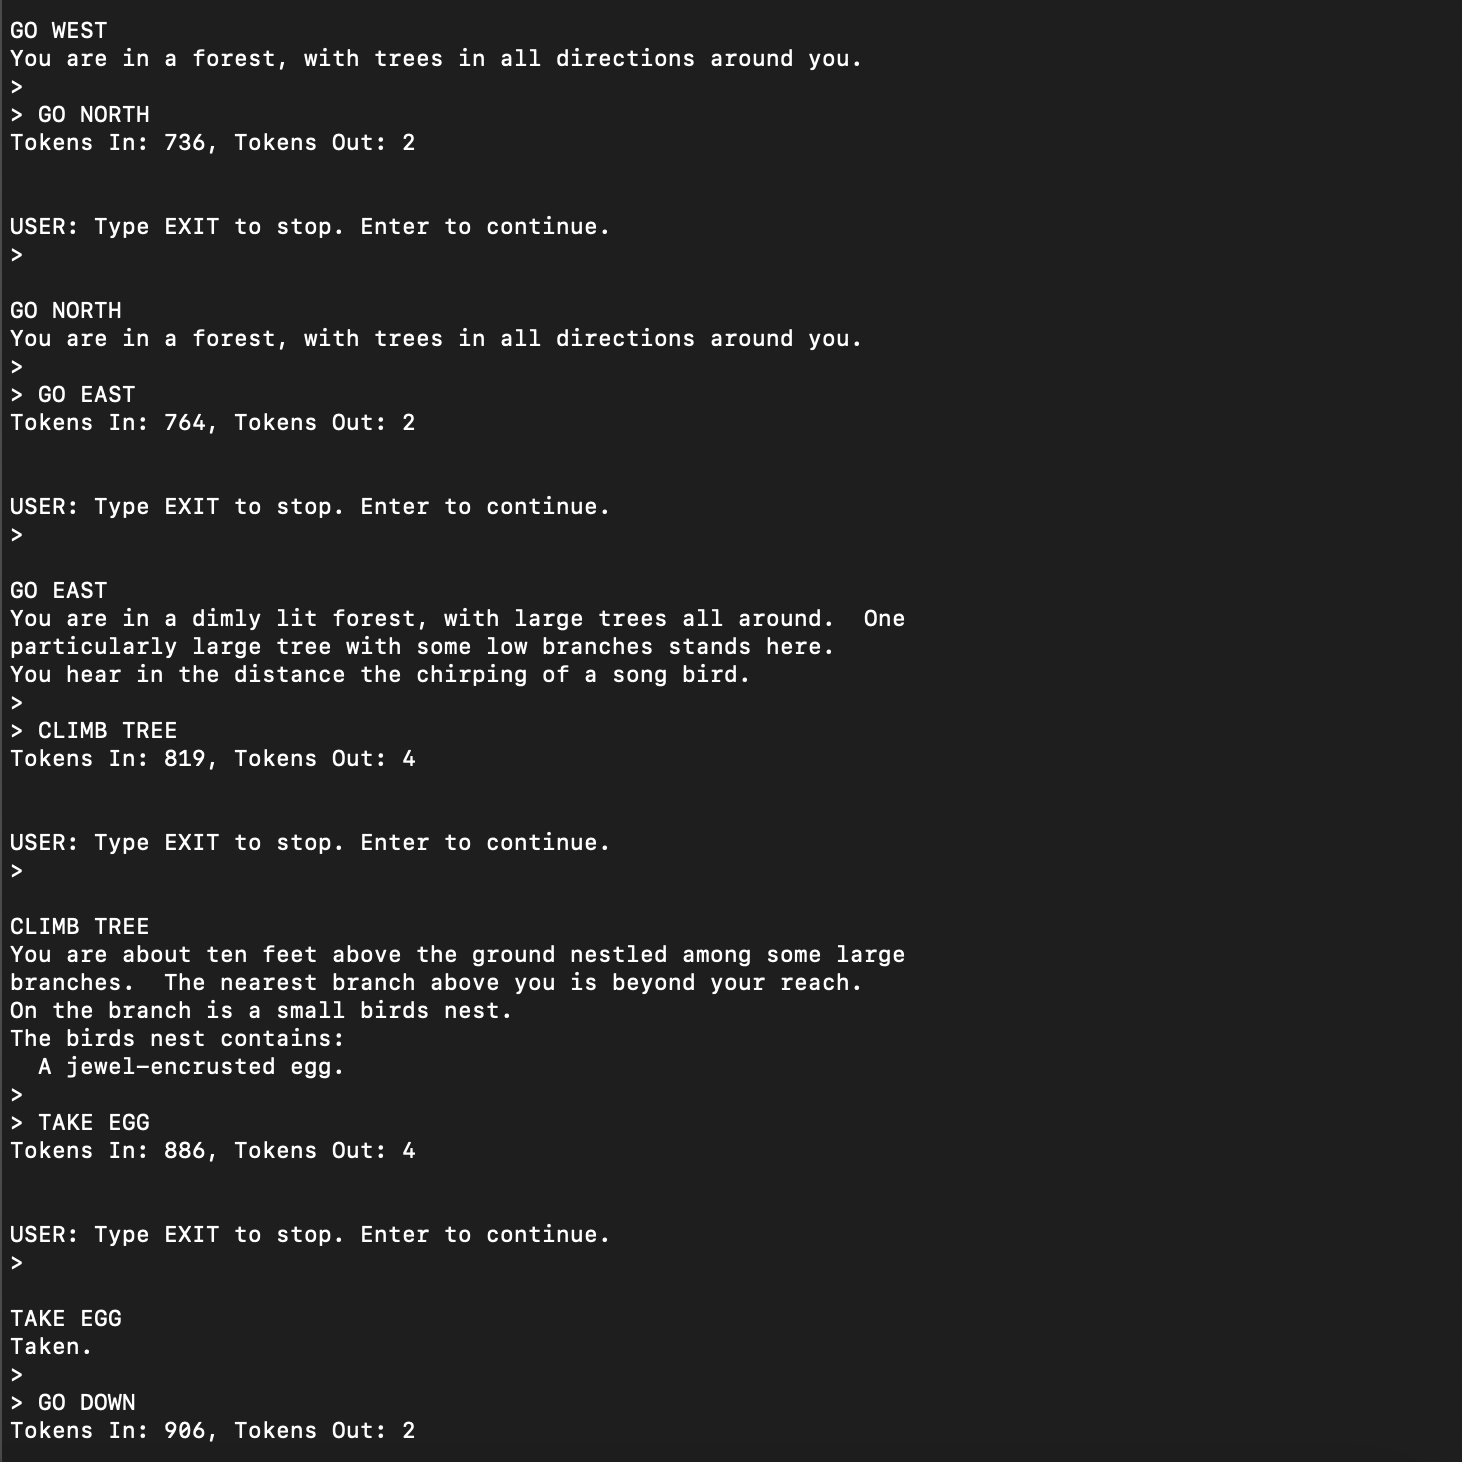 GO WEST
You are in a forest, with trees in all directions around you.
>
> GO NORTH
Tokens In: 736, Tokens Out: 2
USER: Type EXIT to stop. Enter to continue.
>
GO NORTH
You are in a forest, with trees in all directions around you.
>
> GO EAST
Tokens In: 764, Tokens Out: 2
USER: Type EXIT to stop. Enter to continue.
>
GO EAST
You are in a dimly lit forest, with large trees all around.  One
particularly large tree with some low branches stands here.
You hear in the distance the chirping of a song bird.
>
> CLIMB TREE
Tokens In: 819, Tokens Out: 4
USER: Type EXIT to stop. Enter to continue.
>
CLIMB TREE
You are about ten feet above the ground nestled among some large
branches.  The nearest branch above you is beyond your reach.
On the branch is a small birds nest.
The birds nest contains:
  A jewel-encrusted egg.
>
> TAKE EGG
Tokens In: 886, Tokens Out: 4
USER: Type EXIT to stop. Enter to continue.
>
TAKE EGG
Taken.
>
> GO DOWN
Tokens In: 906, Tokens Out: 2